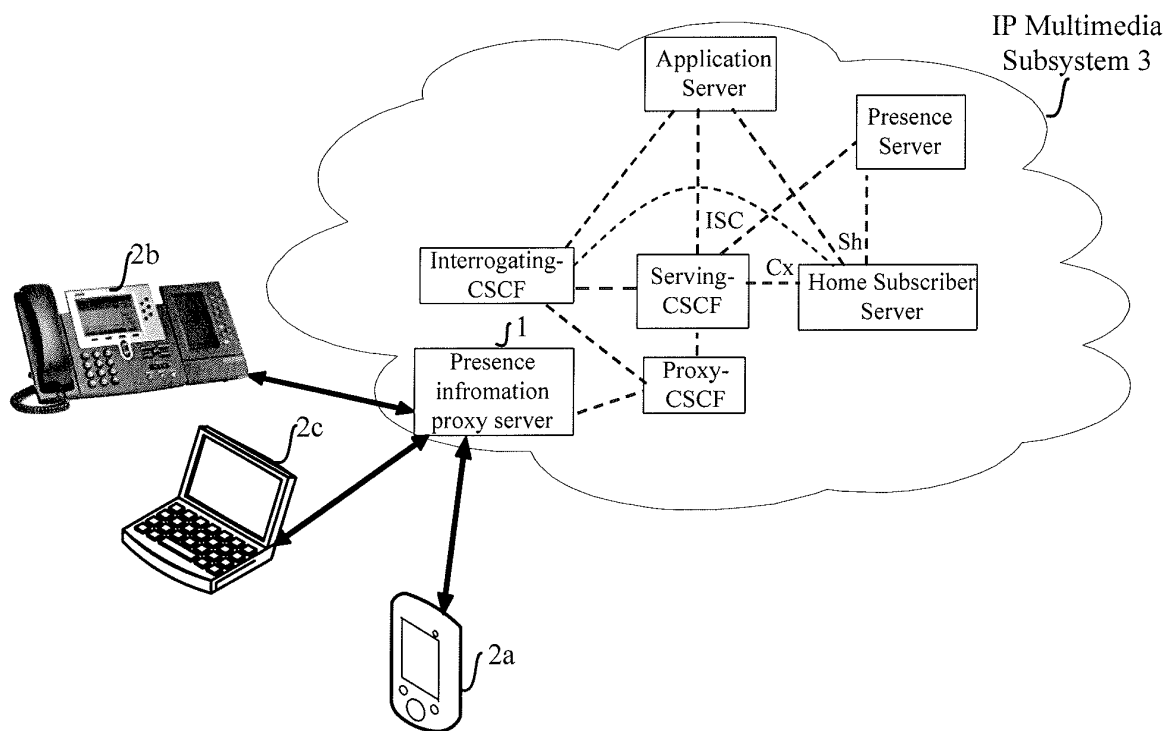 IP Multimedia
Subsystem 3
Application
Server
Presence
Server
ISC
Sh
2b
Interrogating-
CSCF
Serving-
CSCF
Cx
Home Subscriber
Server
1
Presence
infromation
proxy server
Proxy-
CSCF
2c
2a